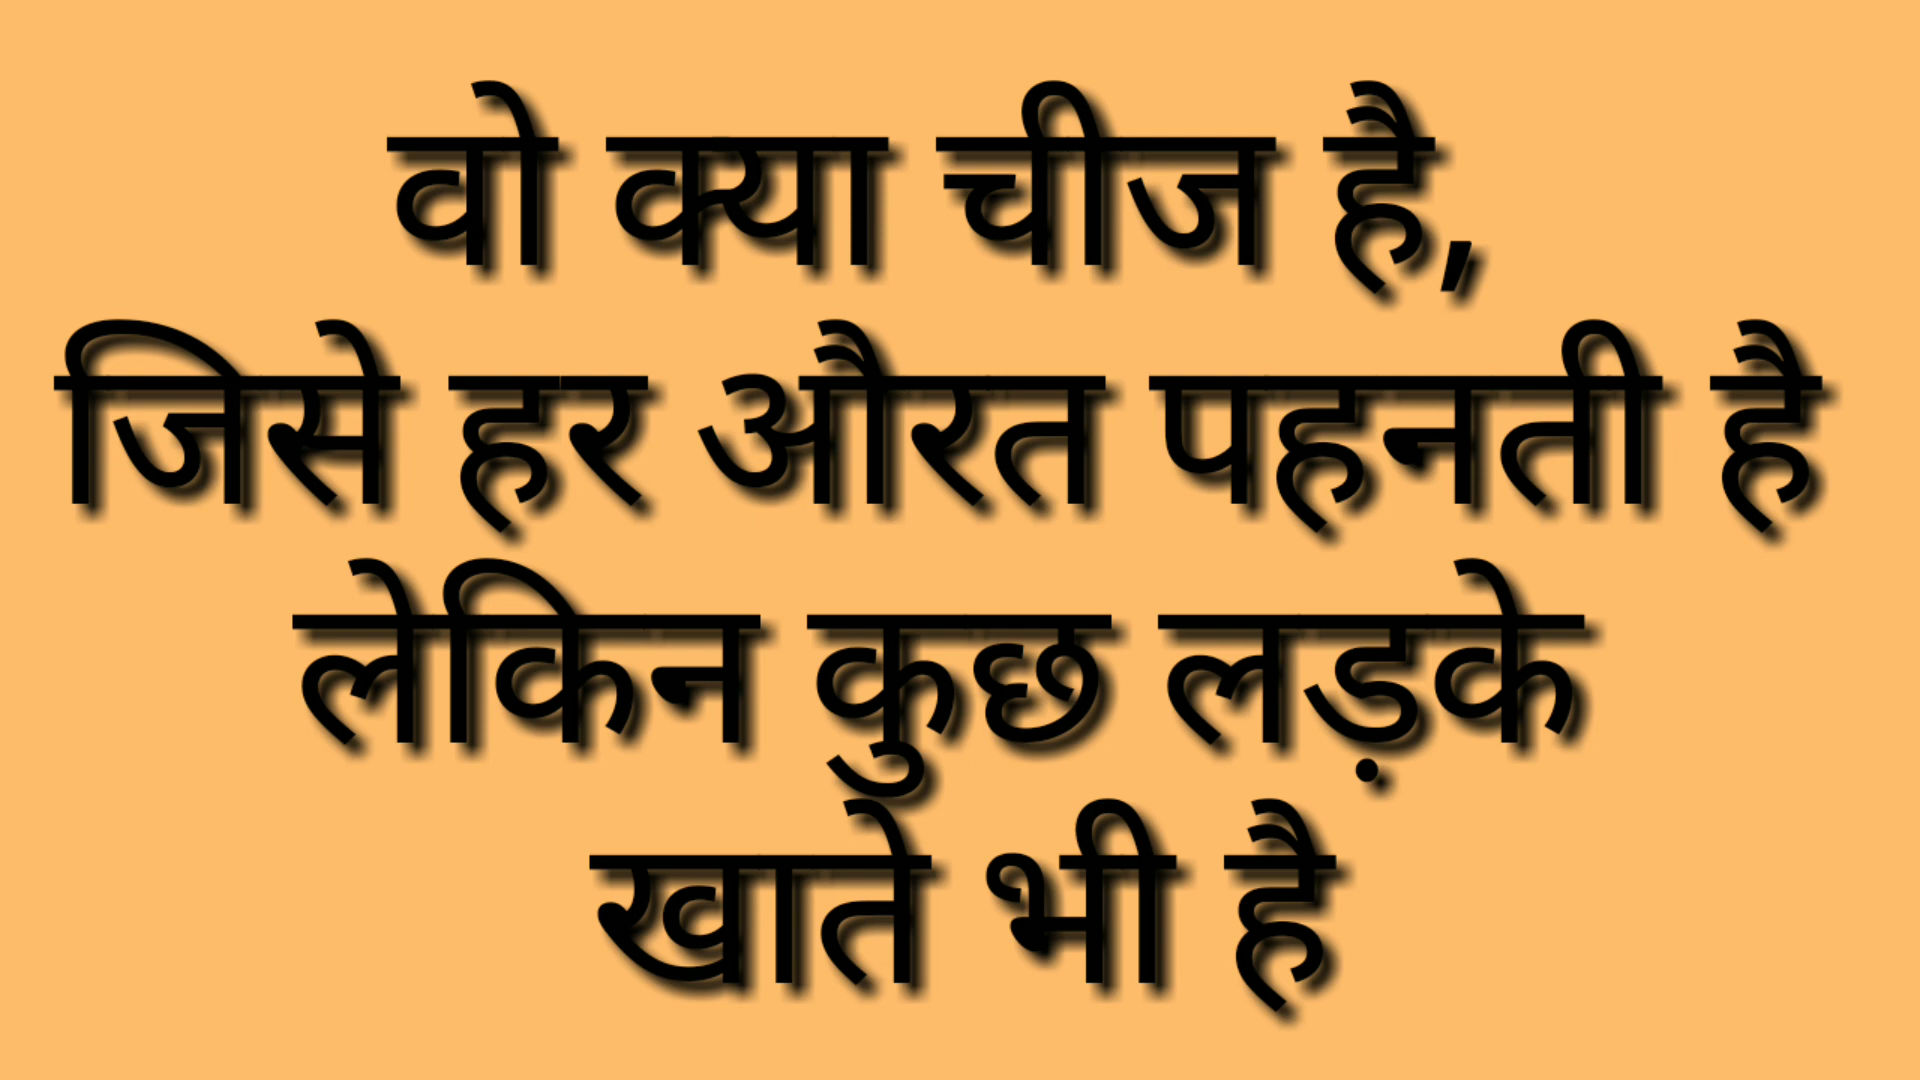 वो क्या चीज है,
जिसे हर औरत पहनती है
लेकिन कुछ लड़के
खाते भी है